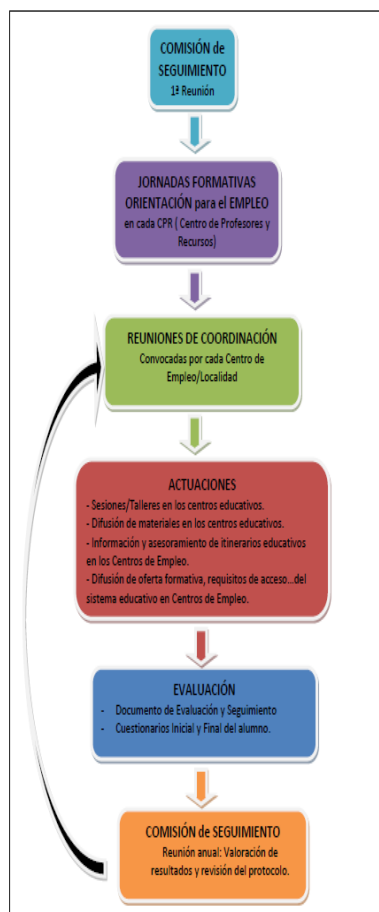 COMISIÓN de
SEGUIMIENTO
1ª Reunión
JORNADAS FORMATIVAS
ORIENTACIÓN para el EMPLEO
en cada CPR ( Centro de Profesores y
Recursos)
REUNIONES DE COORDINACIÓN
Convocadas por cada Centro de
Empleo/Localidad
ACTUACIONES
- Sesiones/Talleres en los centros educativos.
- Difusión de materiales en los centros educativos.
- Información y asesoramiento de itinerarios educativos
en los Centros de Empleo.
- Difusión de oferta formativa, requisitos de acceso...del
sistema educativo en Centros de Empleo.
EVALUACIÓN
- Documento de Evaluación y Seguimiento
- Cuestionarios Inicial y Final del alumno.
COMISIÓN de SEGUIMIENTO
Reunión anual: Valoración de
resultados y revisión del protocolo.